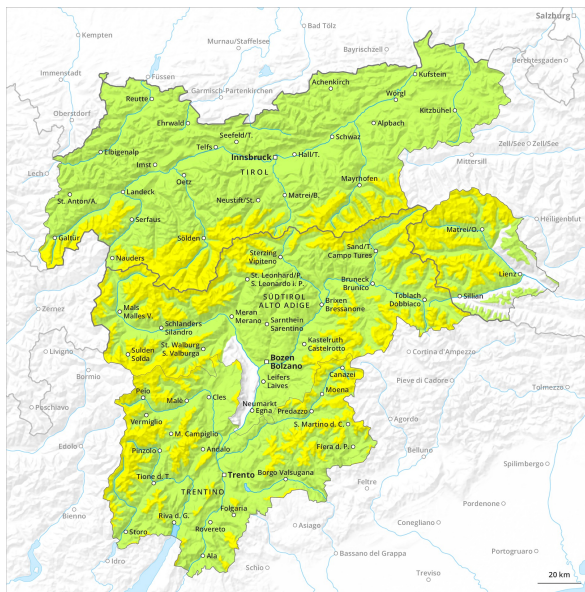 Salzburg
Kempten
Bad Tölz
Murnau/Staffelsee
Bayrischzell
Berchtesgaden
Immenstadt
Füssen
Garmisch-Partenkirchen
Kufstein
Achenkirch
Reutte
Wörgl
Oberstdorf
Kitzbühel
Ehrwald
Alpbach
Seefeld/T.
Schwaz
Telfs
Zell/See
Zell/See
Elbigenalp
Innsbruck
Hall/T.
Mittersill
Lech
Imst
TIROL
Oetz
Mayrhofen
Landeck
St. Anton/A.
Neustift/St.
Matrei/B.
Serfaus
Heiligenblut
Matrei/O.
Galtür
Sölden
Sand/T.
Campo Tures
Nauders
Sterzing
Vipiteno
Lienz
St. Leonhard/P.
S. Leonardo i. P.
Bruneck
Brunico
Sillian
SÜDTIROL
ALTO ADIGE
Brixen
Bressanone
Toblach
Dobbiaco
Zernez
Mals
Malles V.
Meran
Merano
Sarnthein
Sarentino
Schlanders
Silandro
Kastelruth
Castelrotto
St. Walburg
S. Valburga
Livigno
Sulden
Solda
Cortina d'Ampezzo
Bozen
Bolzano
Bormio
Canazei
Leifers
Laives
Pieve di Cadore
Tolmezzo
Peio
Moena
Poschiavo
Malè
Cles
Neumarkt
Egna
Predazzo
Vermiglio
Agordo
S. Martino d. C.
M. Campiglio
Edolo
Pinzolo
Andalo
Fiera d. P.
Belluno
Spilimbergo
Trento
Borgo Valsugana
Tione d. T.
Feltre
TRENTINO
Pordenone
Bienno
Folgaria
Riva d. G.
Conegliano
Storo
Rovereto
Asiago
Ala
Bassano del Grappa
Portogruaro
Idro
Schio
Treviso
20 km